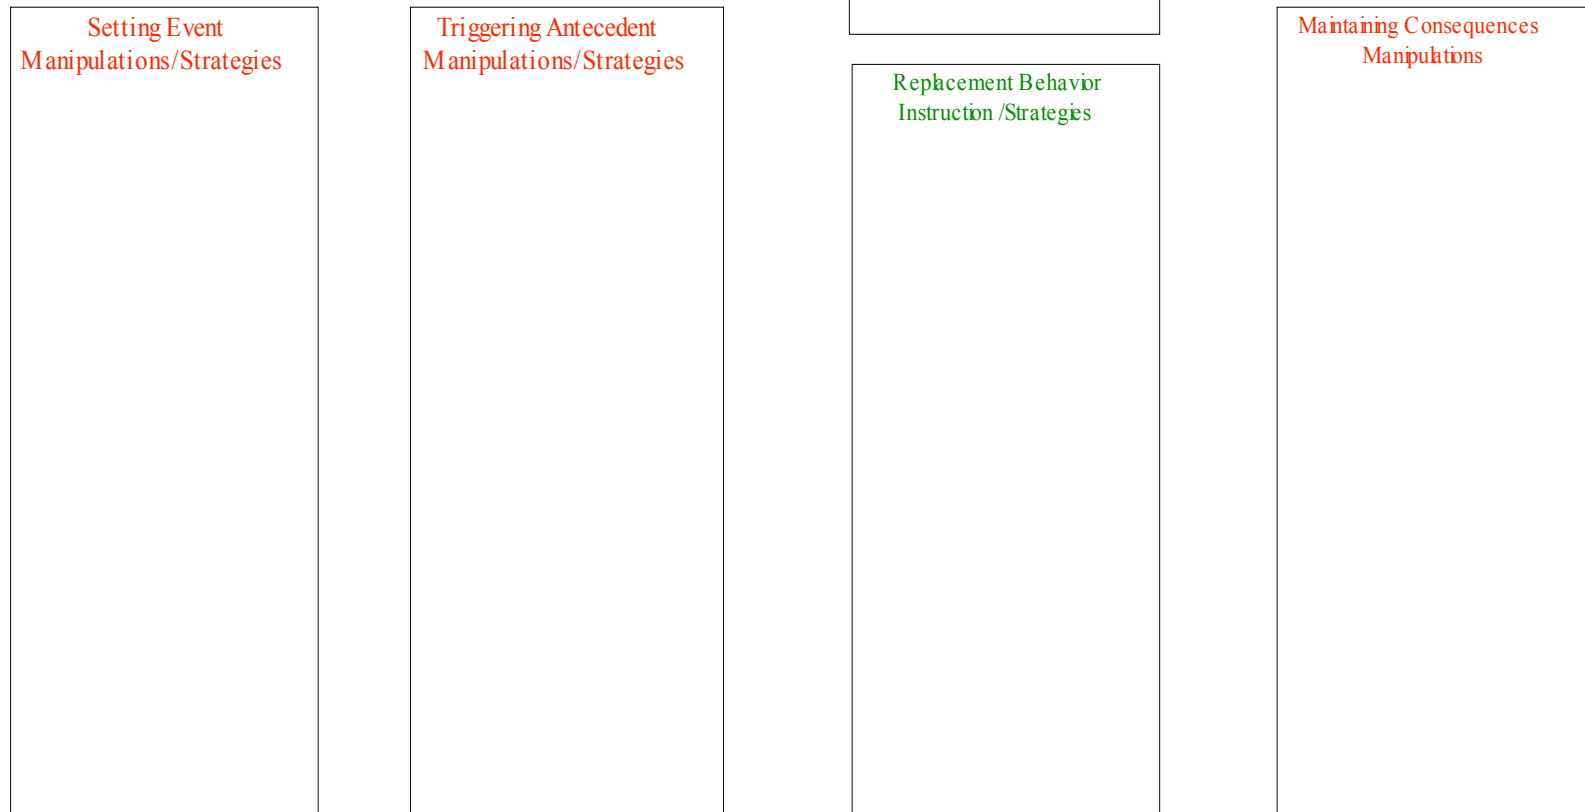 Setting Event
Manipulations/Strategies
Triggering Antecedent
Manipulations/Strategies
Replacement Behavior
Instruction /Strategies
Maintaining Consequences
Manipulations